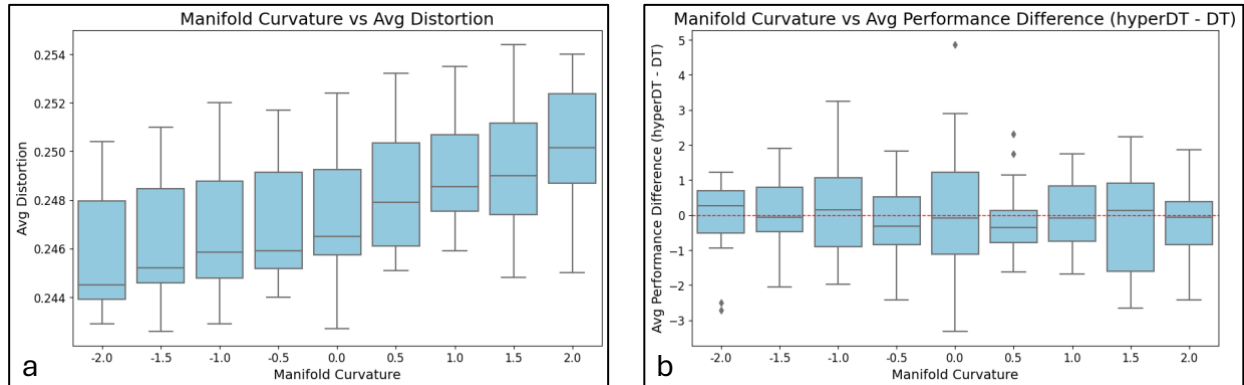 Manifold Curvature vs Avg Distortion
Avg Distortion
0.254
0.252
0.250
0.248
0.246
0.244
-2.0 -1.5 -1.0 -0.5 0.0 0.5 1.0 1.5 2.0
Manifold Curvature
a
Manifold Curvature vs Avg Performance Difference (hyperDT - DT)
Avg Performance Difference (hyperDT - DT)
5
4
3
2
1
0
−1
−2
−3
-2.0 -1.5 -1.0 -0.5 0.0 0.5 1.0 1.5 2.0
Manifold Curvature
b